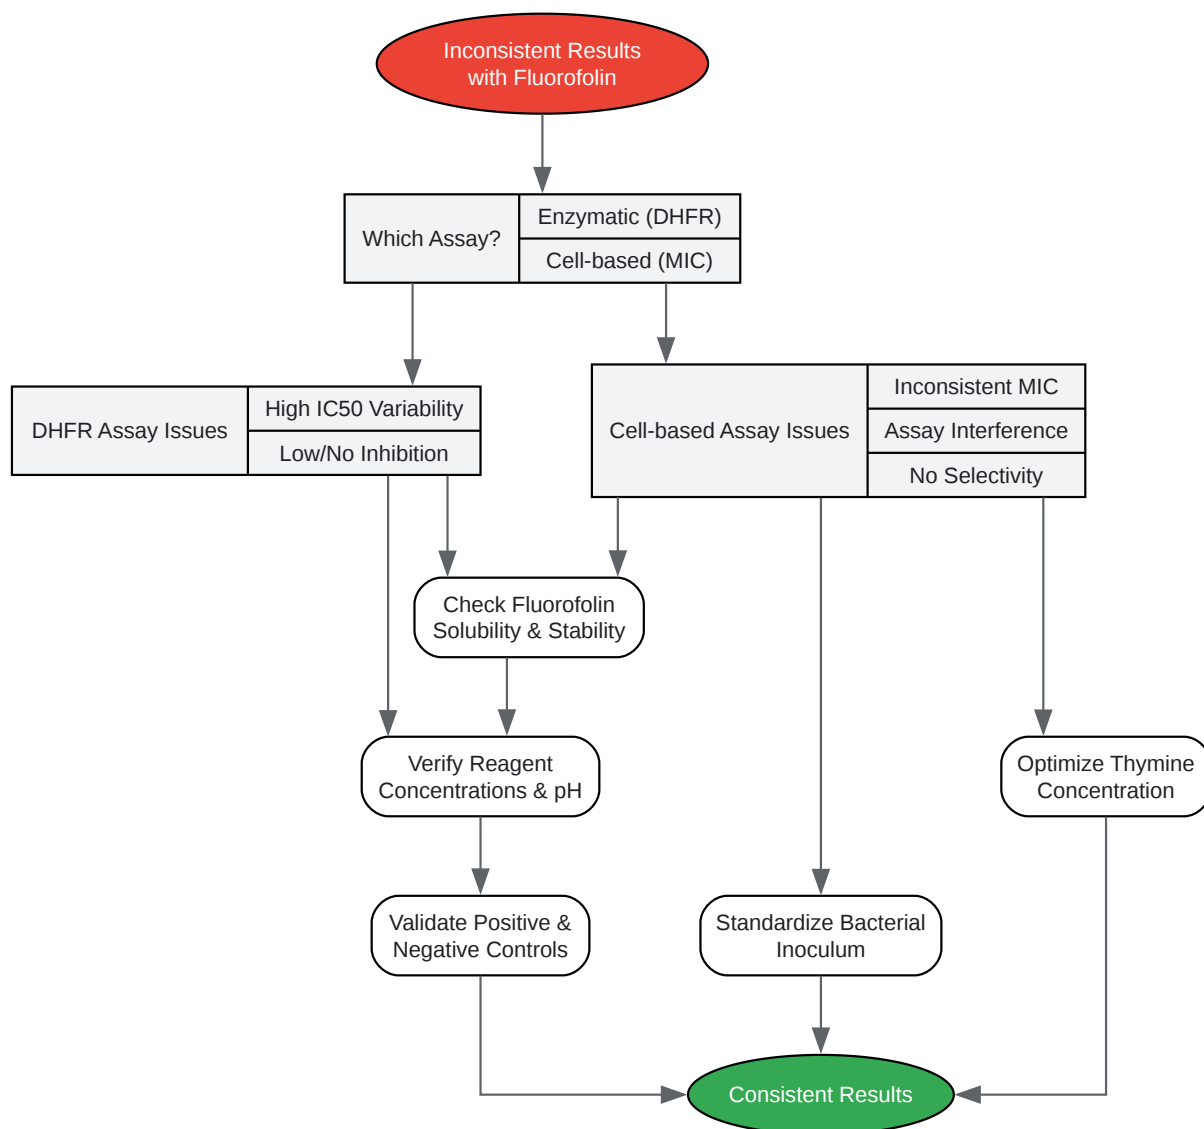 Inconsistent Results
with Fluorofolin
Which Assay?
Enzymatic (DHFR)
Cell-based (MIC)
DHFR Assay Issues
High IC50 Variability
Low/No Inhibition
Cell-based Assay Issues
Inconsistent MIC
Assay Interference
No Selectivity
Check Fluorofolin
Solubility & Stability
Verify Reagent
Concentrations & pH
Optimize Thymine
Concentration
Validate Positive &
Negative Controls
Standardize Bacterial
Inoculum
Consistent Results